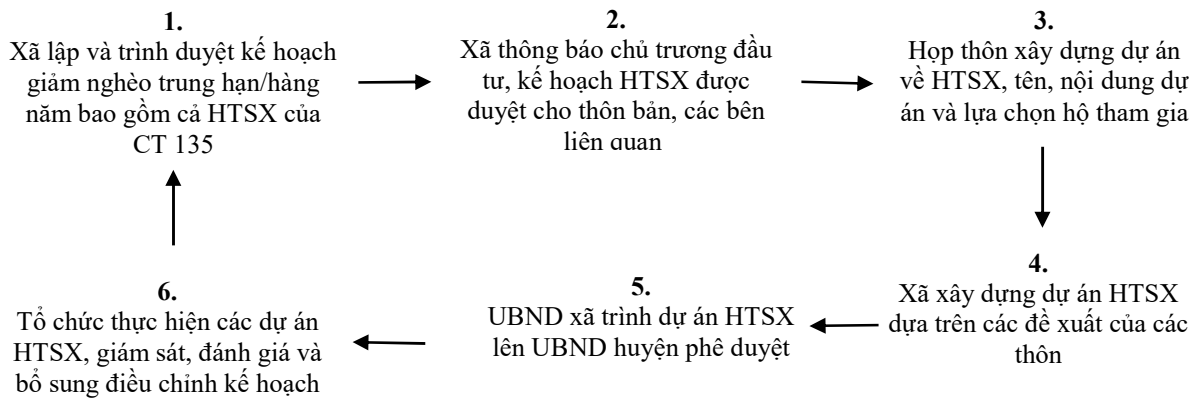 1.
Xã lập và trình duyệt kế hoạch
giảm nghèo trung hạn/hàng
năm bao gồm cả HTSX của
CT 135
2.
Xã thông báo chủ trương đầu
tư, kế hoạch HTSX được
duyệt cho thôn bản, các bên
liên quan
3.
Họp thôn xây dựng dự án
về HTSX, tên, nội dung dự
án và lựa chọn hộ tham gia
4.
Xã xây dựng dự án HTSX
dựa trên các đề xuất của các
thôn
5.
UBND xã trình dự án HTSX
lên UBND huyện phê duyệt
6.
Tổ chức thực hiện các dự án
HTSX, giám sát, đánh giá và
bổ sung điều chỉnh kế hoạch